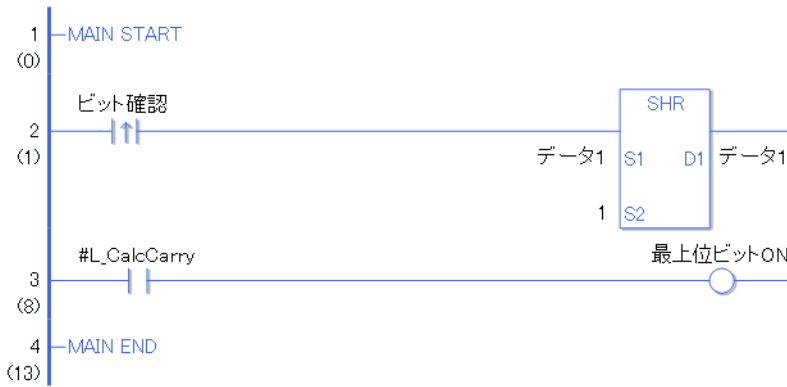 1 MAIN START
(0)
ビット確認
SHR
2
(1) データ1 S1 D1 データ1
1 S2
#L_CalcCarry 最上位ビットON
3
(8)
4 MAIN END
(13)